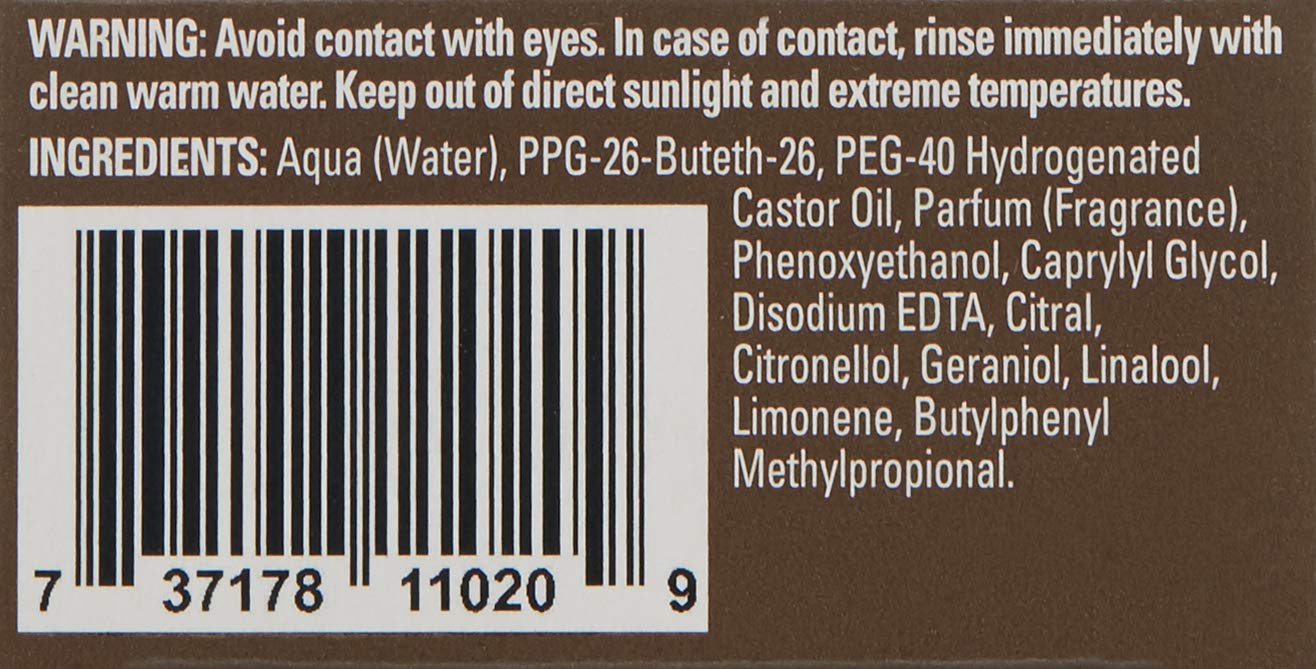 WARNING: Avoid contact with eyes. In case of contact, rinse immediately with
clean warm water. Keep out of direct sunlight and extreme temperatures.
INGREDIENTS: Aqua (Water), PPG-26-Buteth-26, PEG-40 Hydrogenated
Castor Oil, Parfum (Fragrance),
Phenoxyethanol, Caprylyl Glycol,
Disodium EDTA, Citral,
Citronellol, Geraniol, Linalool,
Limonene, Butylphenyl
Methylpropional.
7 37178 11020 9